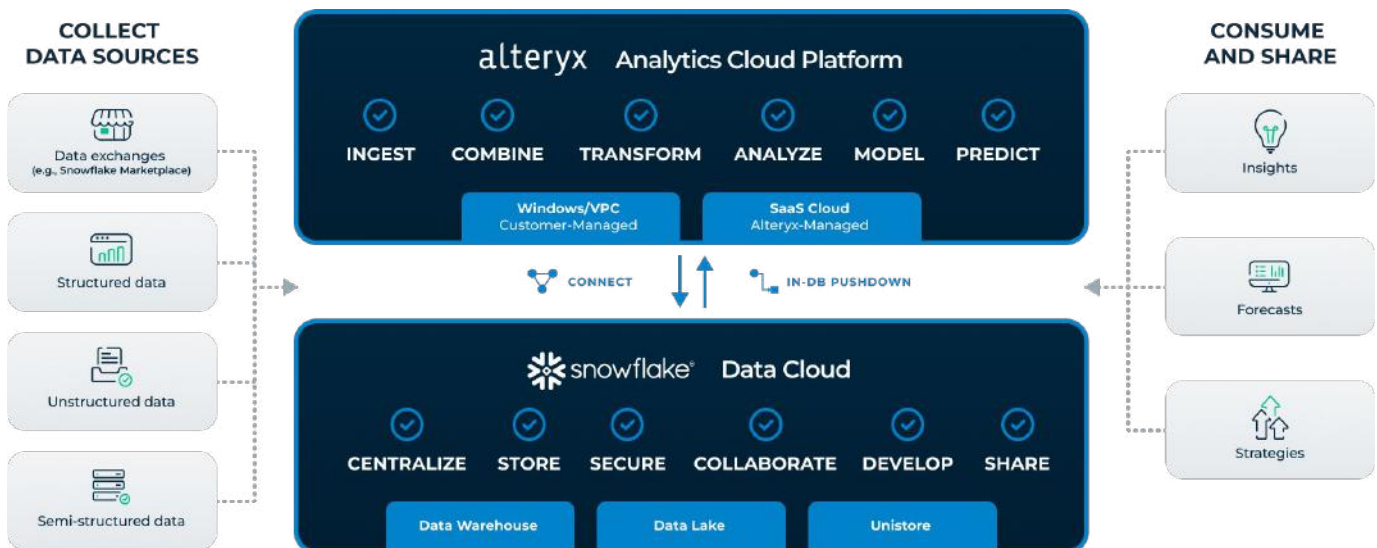 COLLECT
DATA SOURCES
Data exchanges
(e.g., Snowflake Marketplace)
Structured data
Unstructured data
Semi-structured data
alteryx Analytics Cloud Platform
INGEST COMBINE TRANSFORM ANALYZE MODEL PREDICT
Windows/VPC
Customer-Managed
SaaS Cloud
Alteryx-Managed
CONNECT
IN-DB PUSHDOWN
snowflake® Data Cloud
CENTRALIZE STORE SECURE COLLABORATE DEVELOP SHARE
Data Warehouse
Data Lake
Unistore
CONSUME
AND SHARE
Insights
Forecasts
Strategies